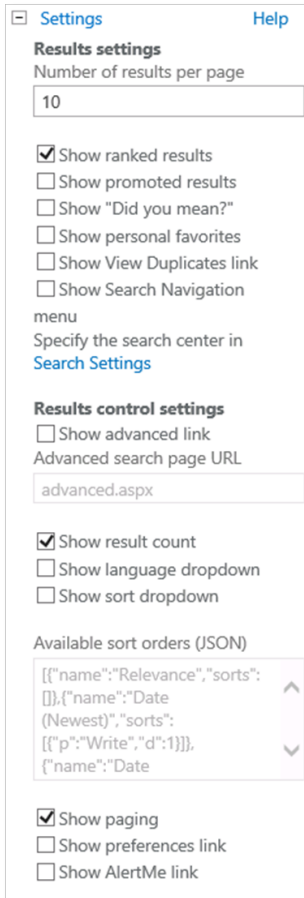 Settings Help
Results settings
Number of results per page
10
Show ranked results
Show promoted results
Show "Did you mean?"
Show personal favorites
Show View Duplicates link
Show Search Navigation
menu
Specify the search center in
Search Settings
Results control settings
Show advanced link
Advanced search page URL
advanced.aspx
Show result count
Show language dropdown
Show sort dropdown
Available sort orders (JSON)
[{"name":"Relevance","sorts":
[]},{"name":"Date
(Newest)","sorts":
[{"p":"Write","d":1}]},
{"name":"Date
Show paging
Show preferences link
Show AlertMe link